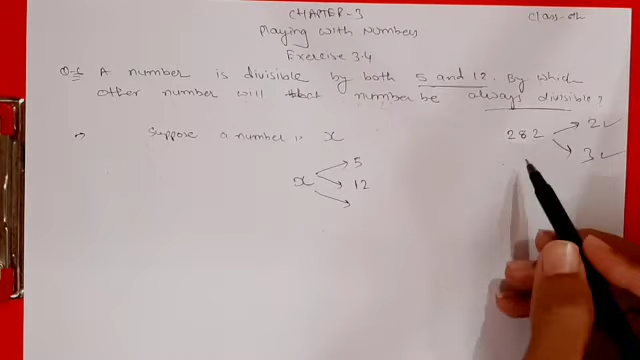 CHAPTER-3
Class-6th
Playing with Numbers
Exercise 3.4
Q-6 A number is divisible by both 5 and 12. By which
other number will that number be always divisible?
→ Suppose a number is x
282 → 2 ✓
→ 3 ✓
x → 5
→ 12
→